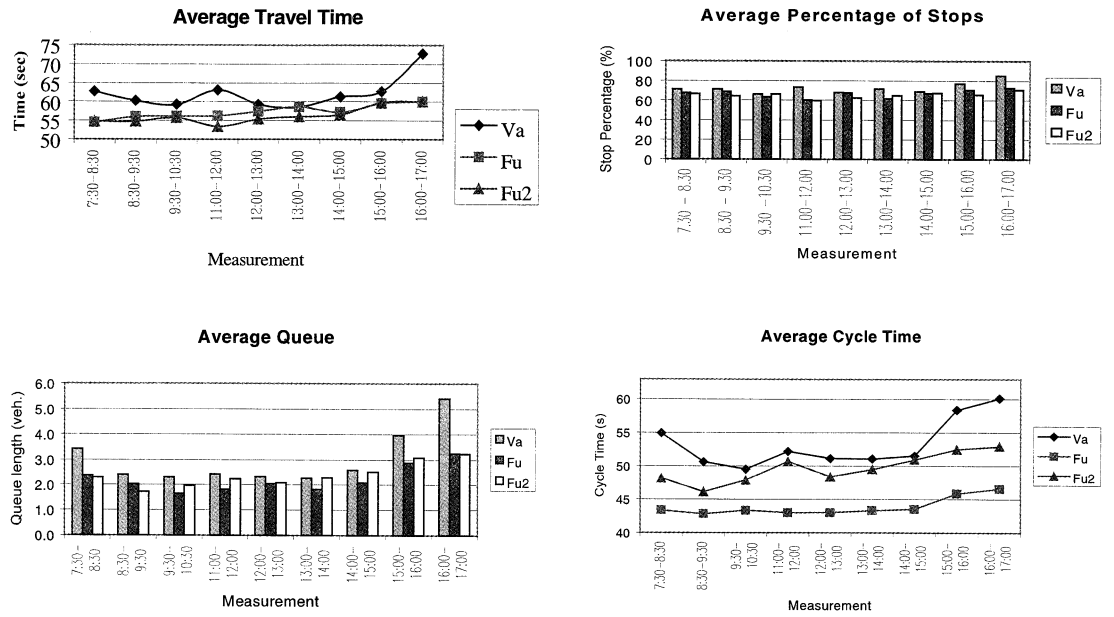 Average Travel Time
Time (sec)
75
70
65
60
55
50
7:30-8:30
8:30-9:30
9:30-10:30
11:00-12:00
12:00-13:00
13:00-14:00
14:00-15:00
15:00-16:00
16:00-17:00
Measurement
Va
Fu
Fu2
Average Percentage of Stops
Stop Percentage (%)
100
80
60
40
20
0
7.30 - 8.30
8.30 - 9.30
9.30 -10.30
11.00-12.00
12.00-13.00
13.00-14.00
14.00-15.00
15.00-16.00
16.00-17.00
Measurement
Va
Fu
Fu2
Average Queue
Queue length (veh.)
6.0
5.0
4.0
3.0
2.0
1.0
0.0
7:30-
8:30
8:30-
9:30
9:30-
10:30
11:00-
12:00
12:00-
13:00
13:00-
14:00
14:00-
15:00
15:00-
16:00
16:00-
17:00
Measurement
Va
Fu
Fu2
Average Cycle Time
Cycle Time (s)
60
55
50
45
40
7:30-8:30
8:30-9:30
9:30-
10:30
11:00-
12:00
12:00-
13:00
13:00-
14:00
14:00-
15:00
15:00-
16:00
16:00-
17:00
Measurement
Va
Fu
Fu2